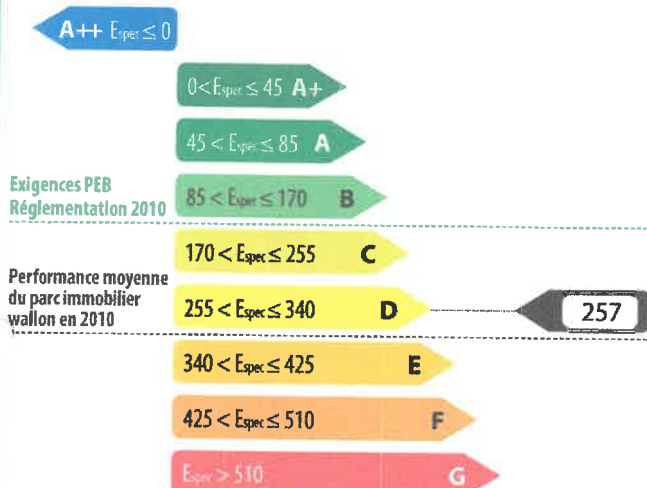 A++ Espec ≤ 0
0 < Espec ≤ 45 A+
45 < Espec ≤ 85 A
Exigences PEB
Réglementation 2010
85 < Espec ≤ 170 B
170 < Espec ≤ 255 C
Performance moyenne
du parc immobilier
wallon en 2010
255 < Espec ≤ 340 D
257
340 < Espec ≤ 425 E
425 < Espec ≤ 510 F
Espec > 510 G